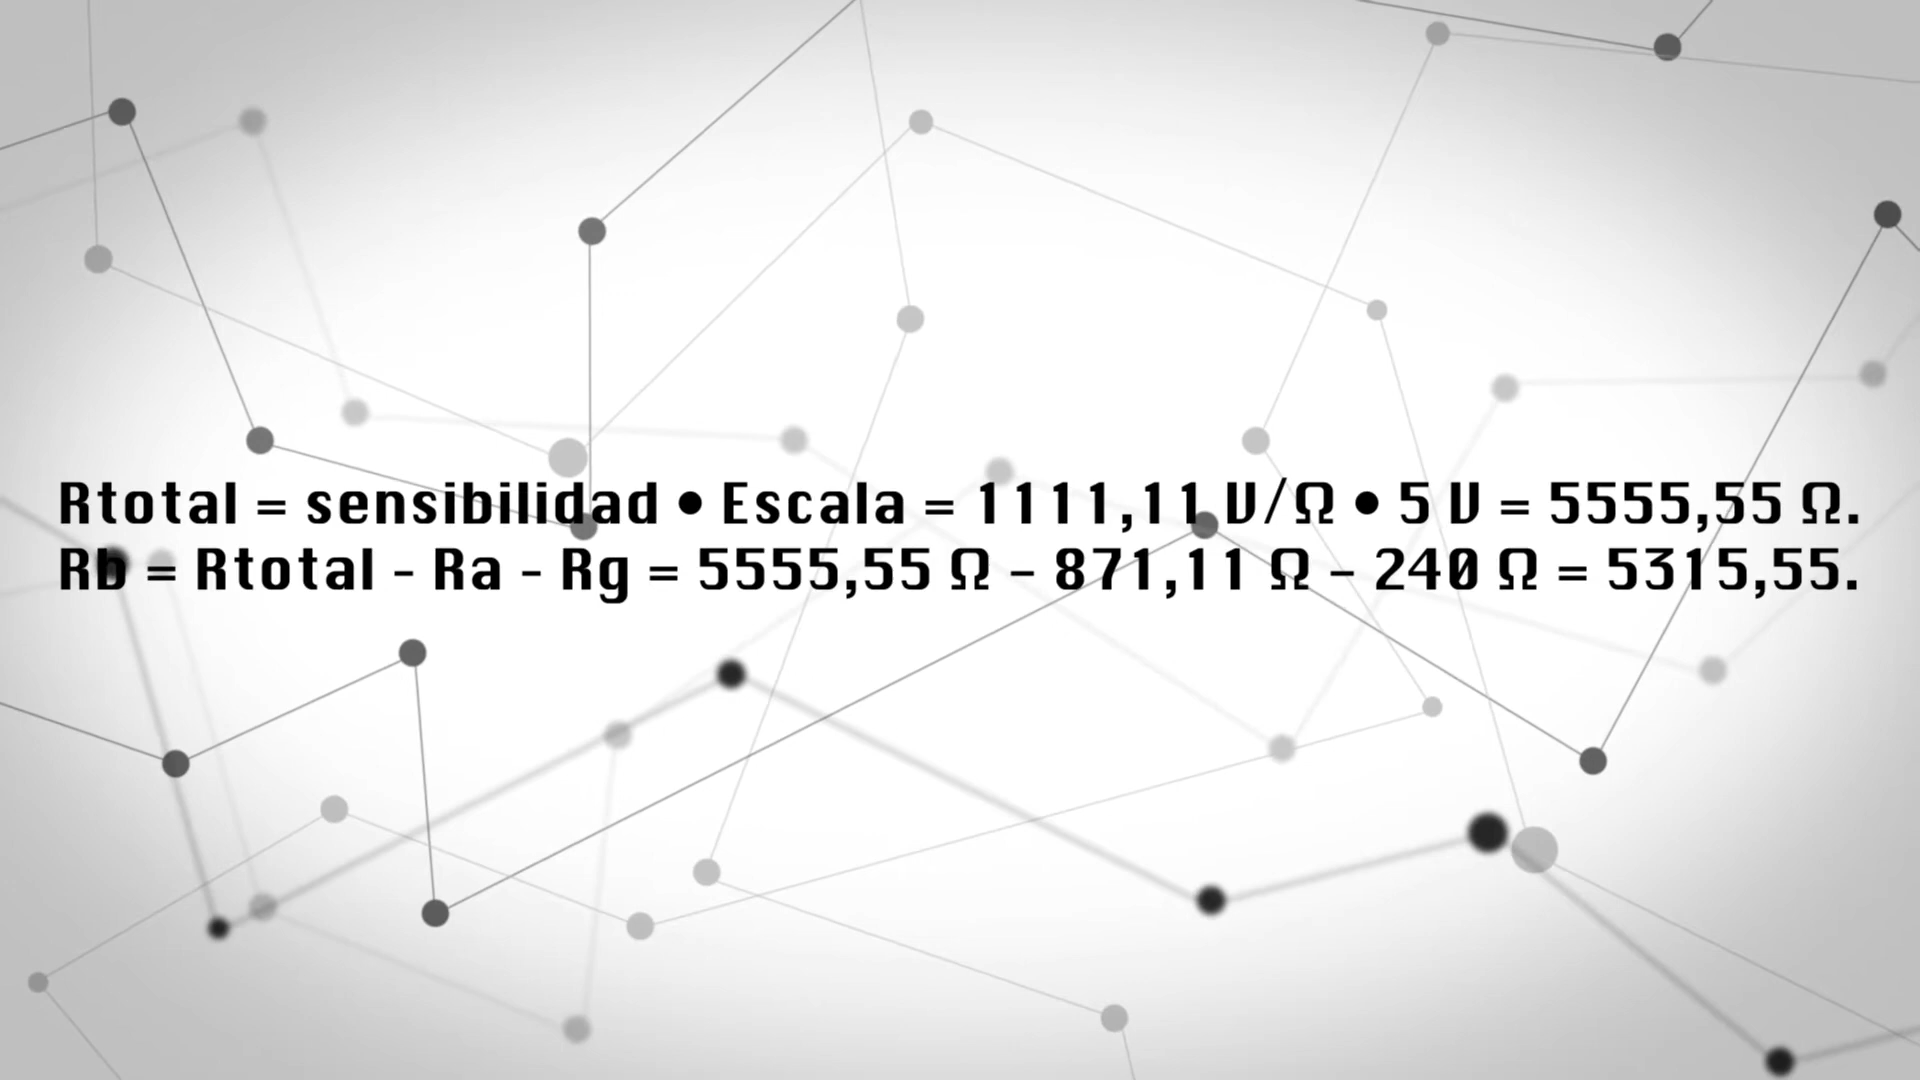 Rtotal = sensibilidad • Escala = 1111,11 V/Ω • 5 V = 5555,55 Ω.
Rb = Rtotal - Ra - Rg = 5555,55 Ω – 871,11 Ω – 240 Ω = 5315,55.